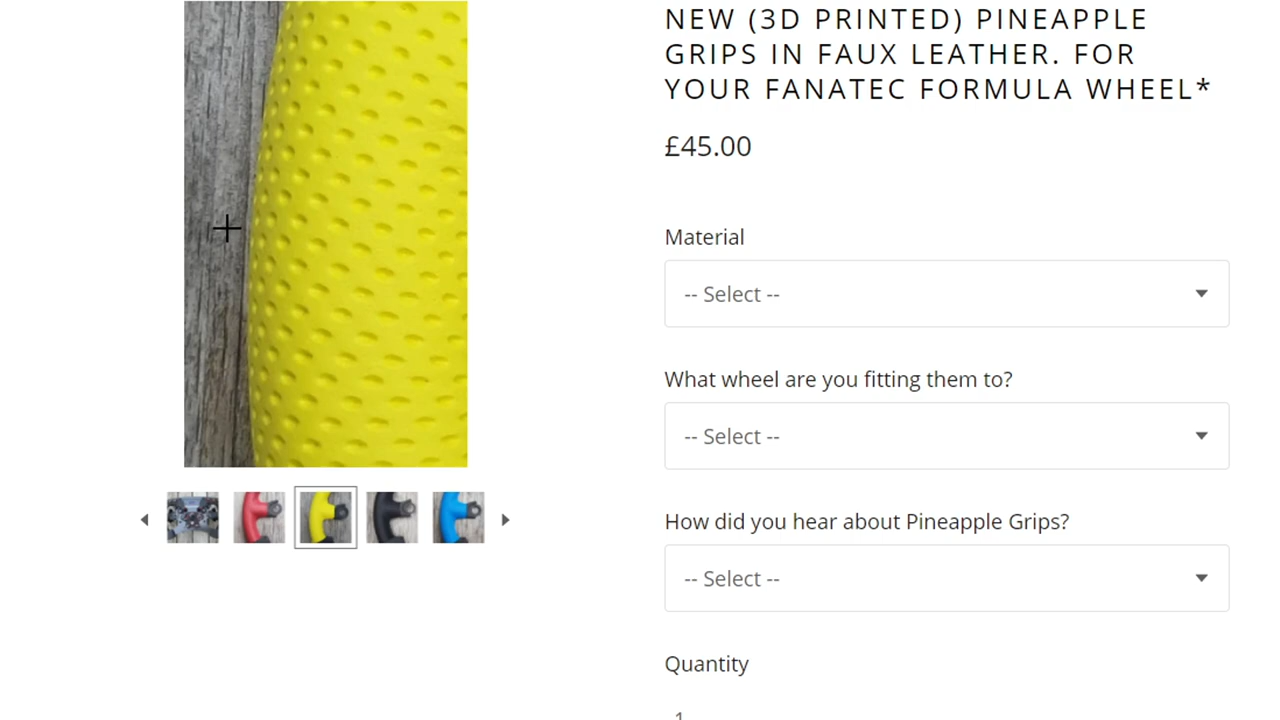 NEW (3D PRINTED) PINEAPPLE
GRIPS IN FAUX LEATHER. FOR
YOUR FANATEC FORMULA WHEEL*
£45.00
Material
-- Select --
What wheel are you fitting them to?
-- Select --
How did you hear about Pineapple Grips?
-- Select --
Quantity
1